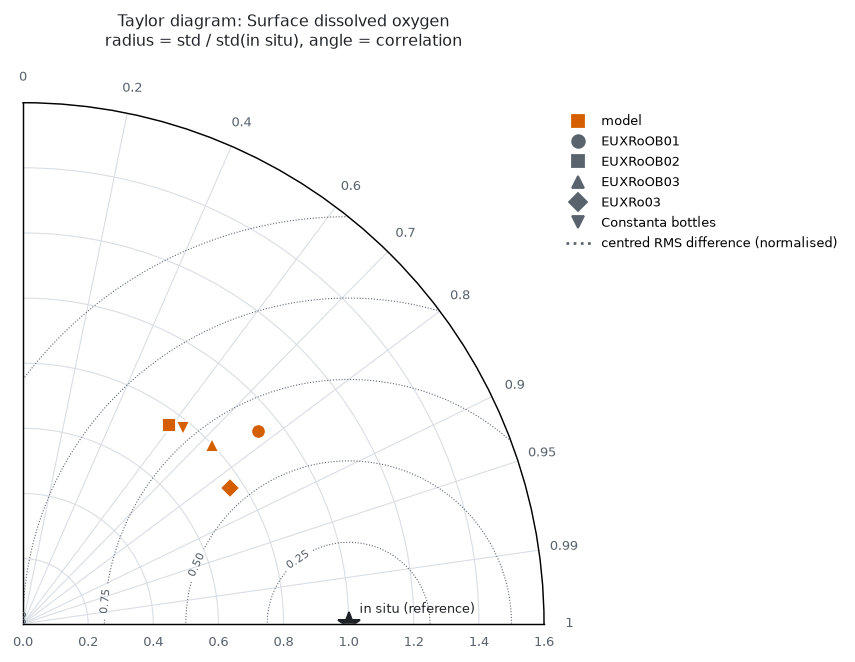 Taylor diagram: Surface dissolved oxygen
radius = std / std(in situ), angle = correlation
0
0.2
0.4
0.6
0.7
0.8
0.9
0.95
0.99
1
model
EUXRoOB01
EUXRoOB02
EUXRoOB03
EUXRo03
Constanta bottles
centred RMS difference (normalised)
0.25
0.50
0.75
in situ (reference)
0.0 0.2 0.4 0.6 0.8 1.0 1.2 1.4 1.6